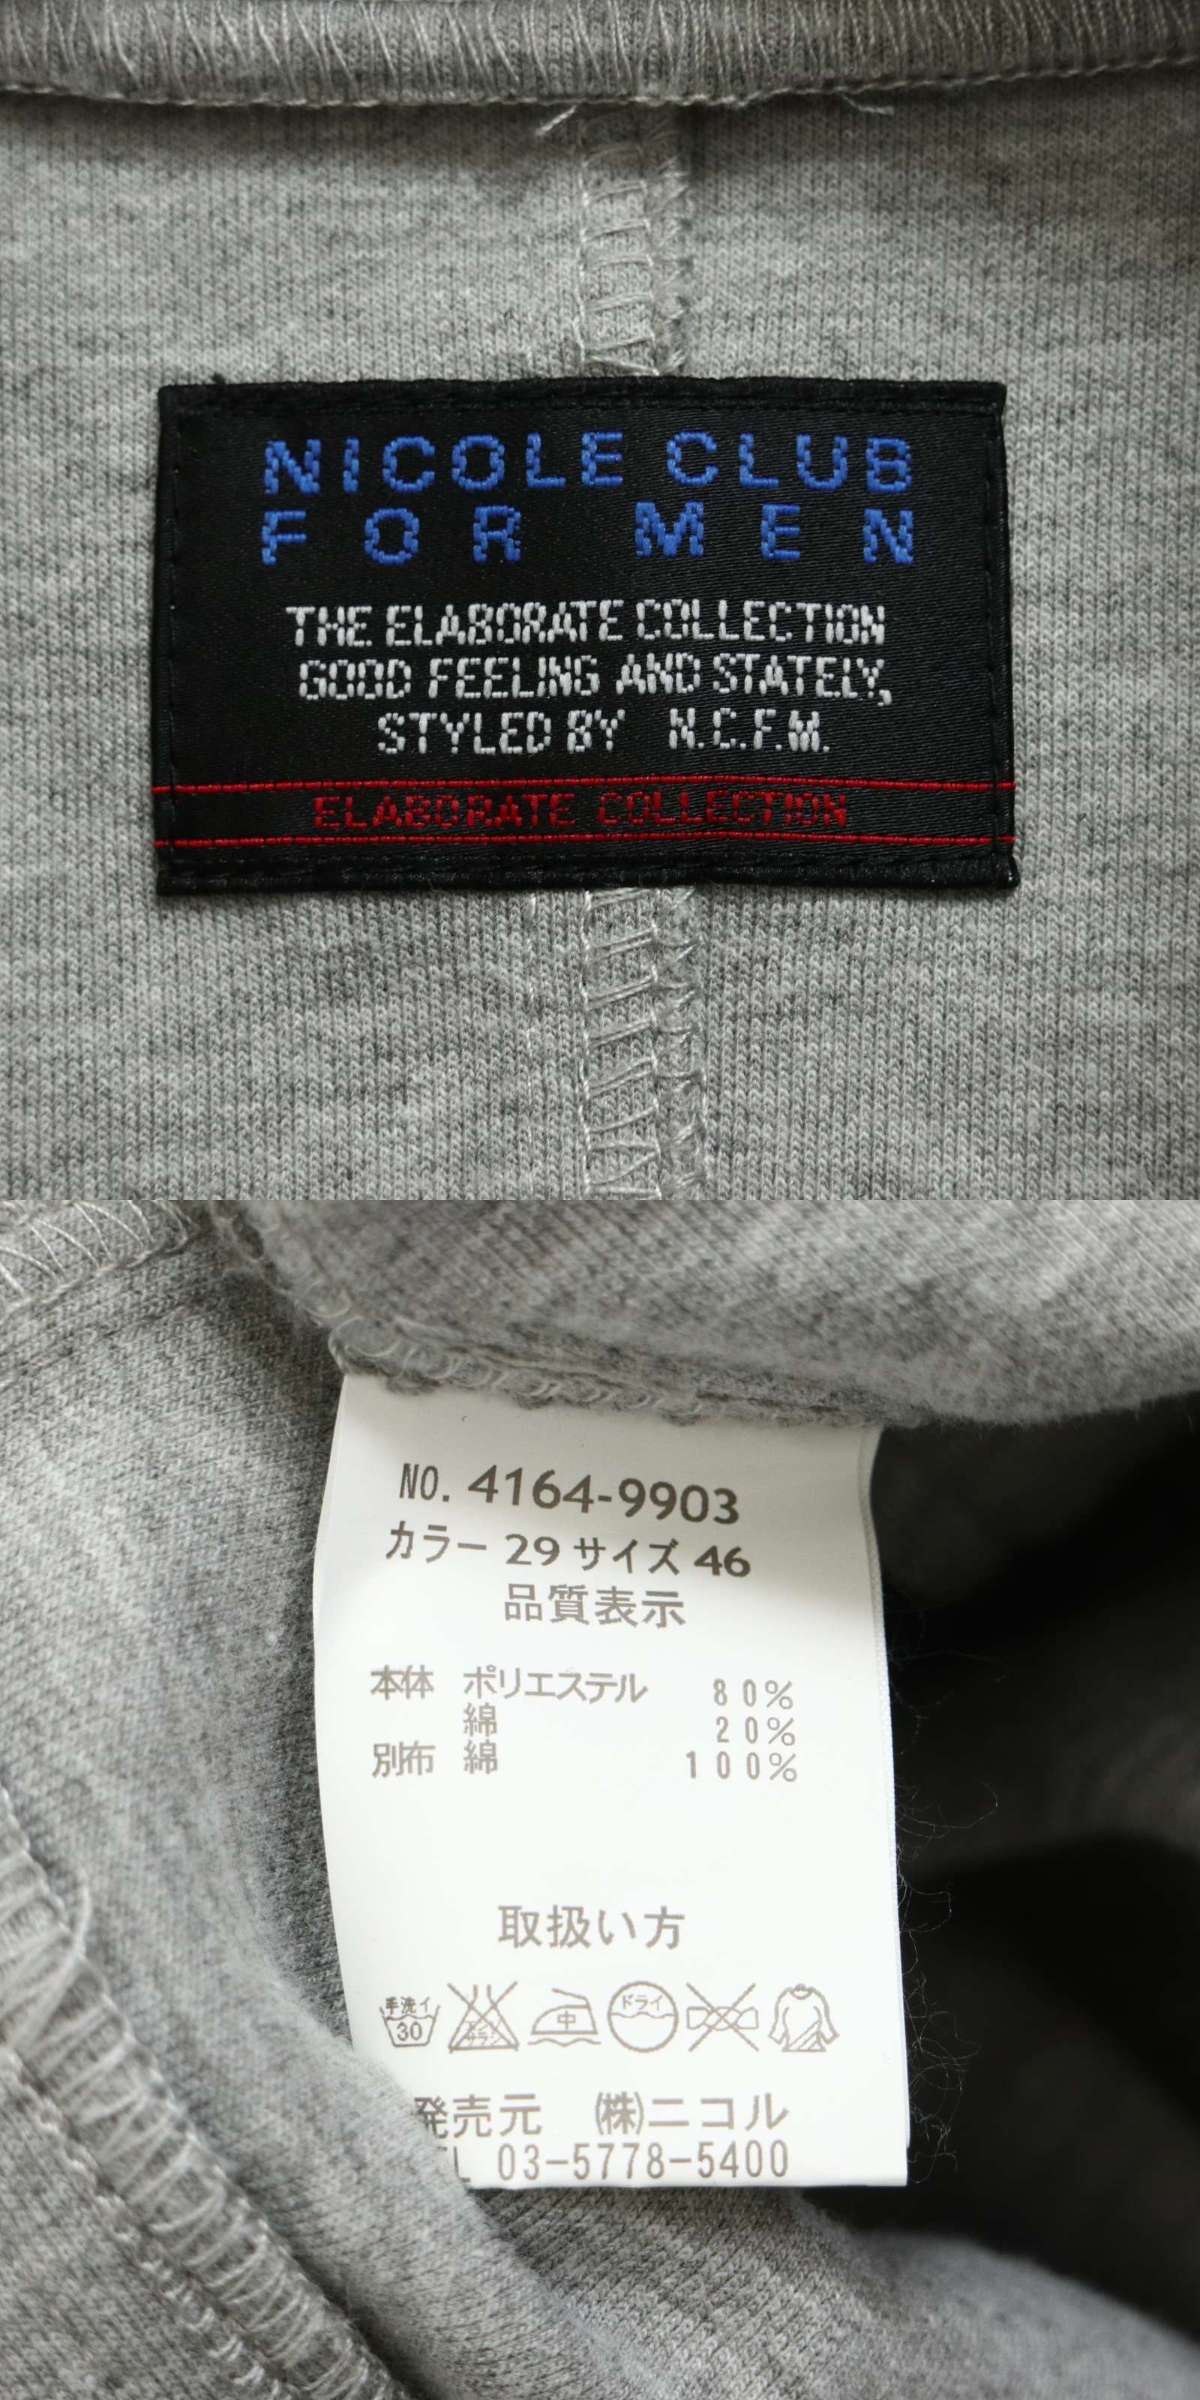 NICOLE CLUB
FOR MEN
THE ELABORATE COLLECTION
GOOD FEELING AND STATELY,
STYLED BY N.C.F.M.
ELABORATE COLLECTION
NO. 4164-9903
カラー 29 サイズ 46
品質表示
本体 ポリエステル 80%
綿 20%
別布 綿 100%
取扱い方
手洗イ 30 中 ドライ
発売元 ㈱ニコル
03-5778-5400